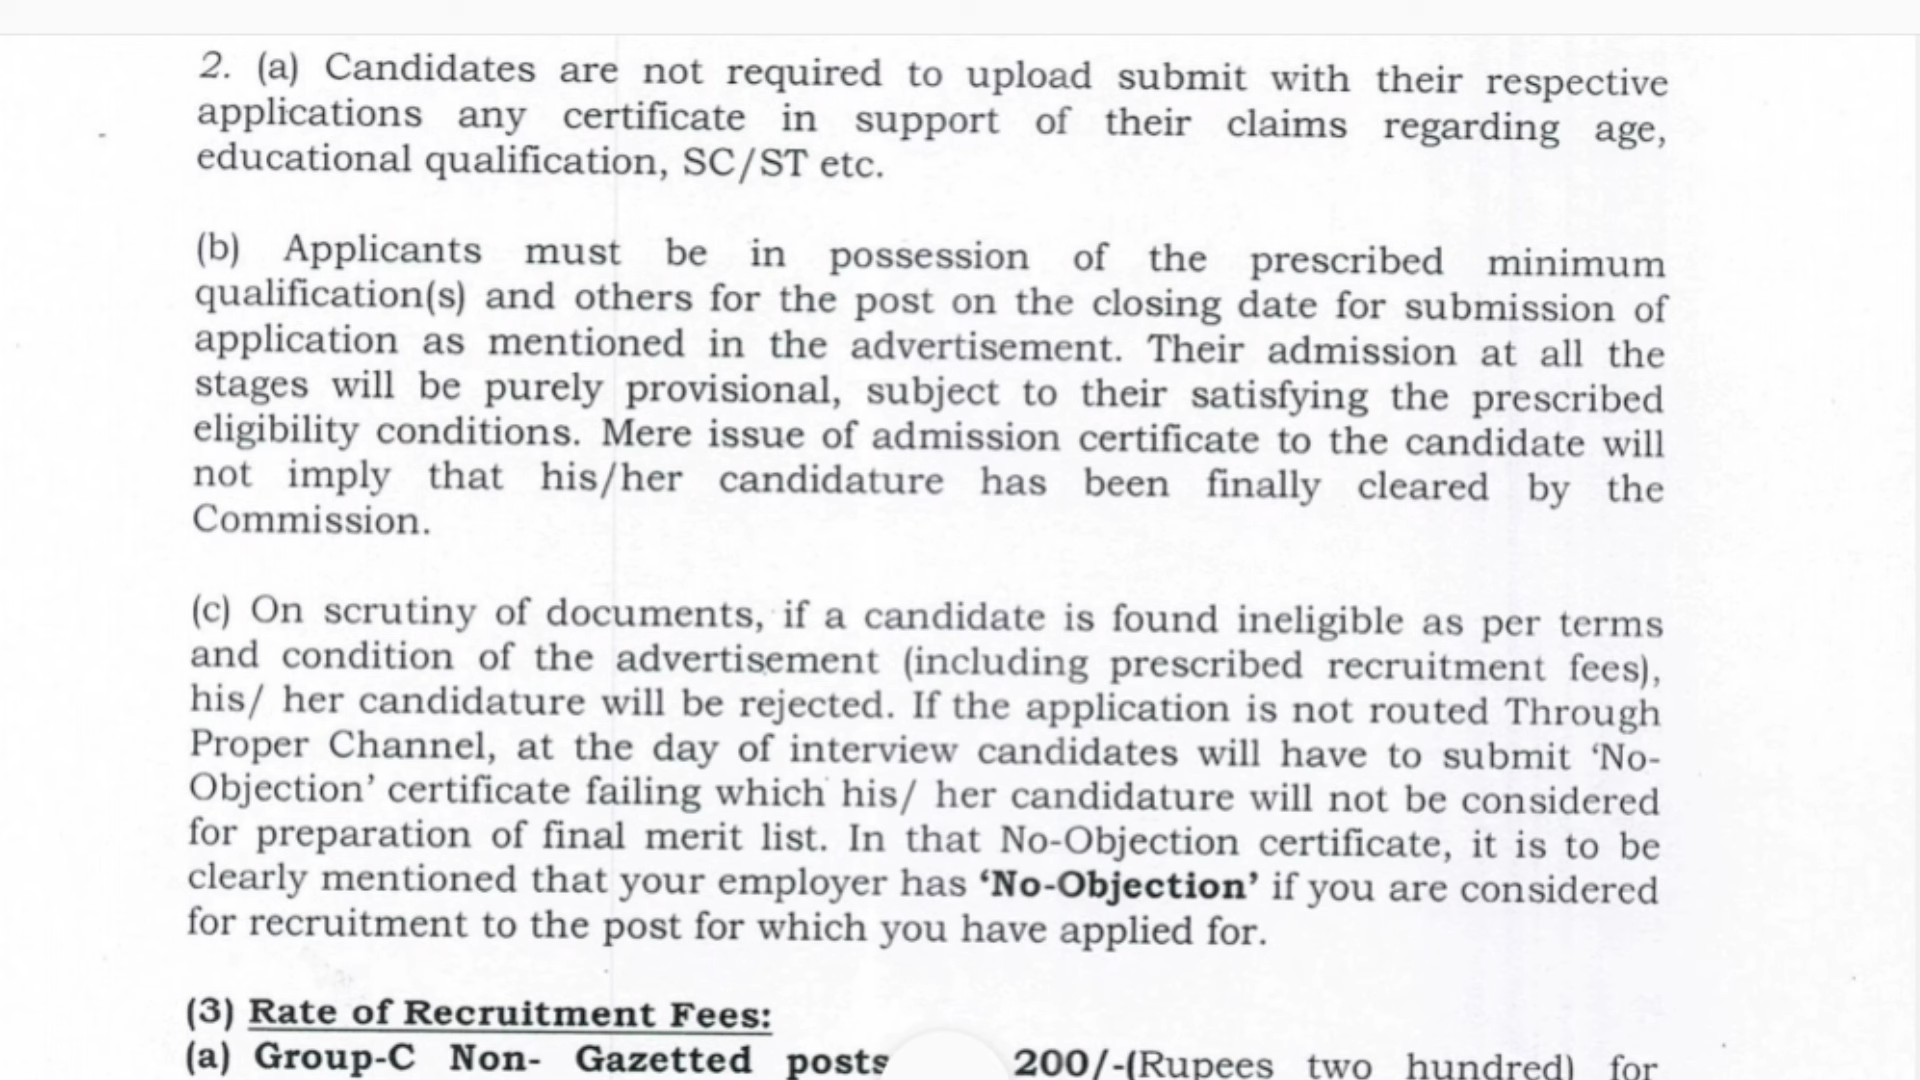 2. (a) Candidates are not required to upload submit with their respective
applications any certificate in support of their claims regarding age,
educational qualification, SC/ST etc.
(b) Applicants must be in possession of the prescribed minimum
qualification(s) and others for the post on the closing date for submission of
application as mentioned in the advertisement. Their admission at all the
stages will be purely provisional, subject to their satisfying the prescribed
eligibility conditions. Mere issue of admission certificate to the candidate will
not imply that his/her candidature has been finally cleared by the
Commission.
(c) On scrutiny of documents, if a candidate is found ineligible as per terms
and condition of the advertisement (including prescribed recruitment fees),
his/ her candidature will be rejected. If the application is not routed Through
Proper Channel, at the day of interview candidates will have to submit ‘No-
Objection’ certificate failing which his/ her candidature will not be considered
for preparation of final merit list. In that No-Objection certificate, it is to be
clearly mentioned that your employer has ‘No-Objection’ if you are considered
for recruitment to the post for which you have applied for.
(3) Rate of Recruitment Fees:
(a) Group-C Non- Gazetted posts 200/-(Rupees two hundred) for